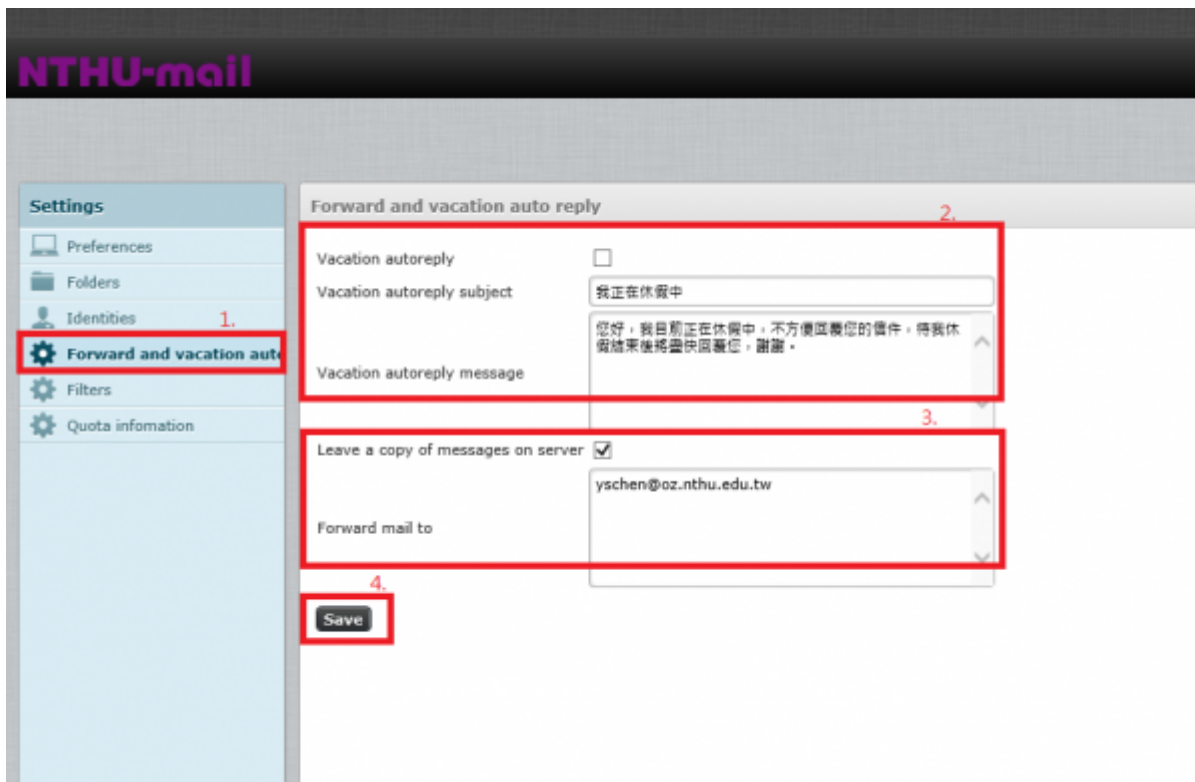 NTHU-mail
Settings
Preferences
Folders
Identities
1.
Forward and vacation aut
Filters
Quota infomation
Forward and vacation auto reply
2.
Vacation autoreply
Vacation autoreply subject
我正在休假中
Vacation autoreply message
您好，我目前正在休假中，不方便回覆您的信件，待我休
假結束後將盡快回覆您，謝謝。
3.
Leave a copy of messages on server
Forward mail to
yschen@oz.nthu.edu.tw
4.
Save